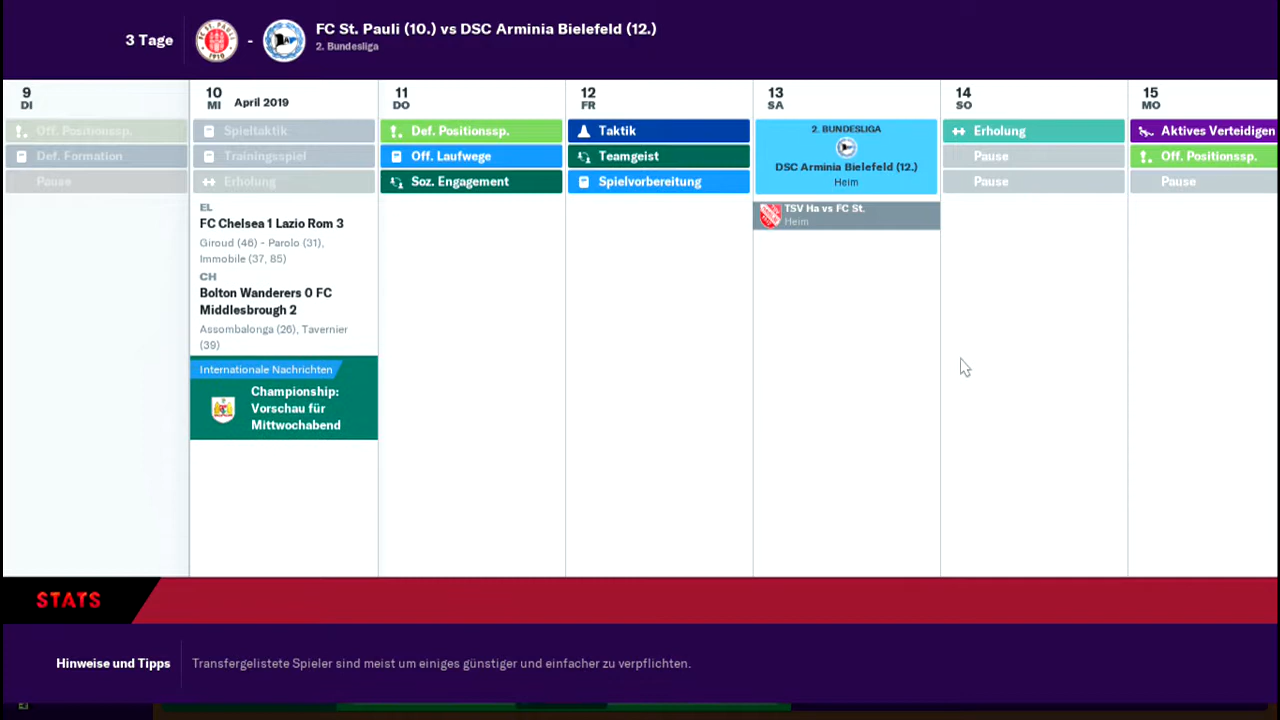 3 Tage
-
FC St. Pauli (10.) vs DSC Arminia Bielefeld (12.)
2. Bundesliga
9
DI
Off. Positionssp.
Def. Formation
Pause
10
MI
April 2019
Spieltaktik
Trainingsspiel
Erholung
EL
FC Chelsea 1 Lazio Rom 3
Giroud (46) - Parolo (31),
Immobile (37, 85)
CH
Bolton Wanderers 0 FC
Middlesbrough 2
Assombalonga (26), Tavernier
(39)
Internationale Nachrichten
Championship:
Vorschau für
Mittwochabend
11
DO
Def. Positionssp.
Off. Laufwege
Soz. Engagement
12
FR
Taktik
Teamgeist
Spielvorbereitung
13
SA
2. BUNDESLIGA
DSC Arminia Bielefeld (12.)
Heim
TSV Ha vs FC St.
Heim
14
SO
Erholung
Pause
Pause
15
MO
Aktives Verteidigen
Off. Positionssp.
Pause
STATS
Hinweise und Tipps
Transfergelistete Spieler sind meist um einiges günstiger und einfacher zu verpflichten.